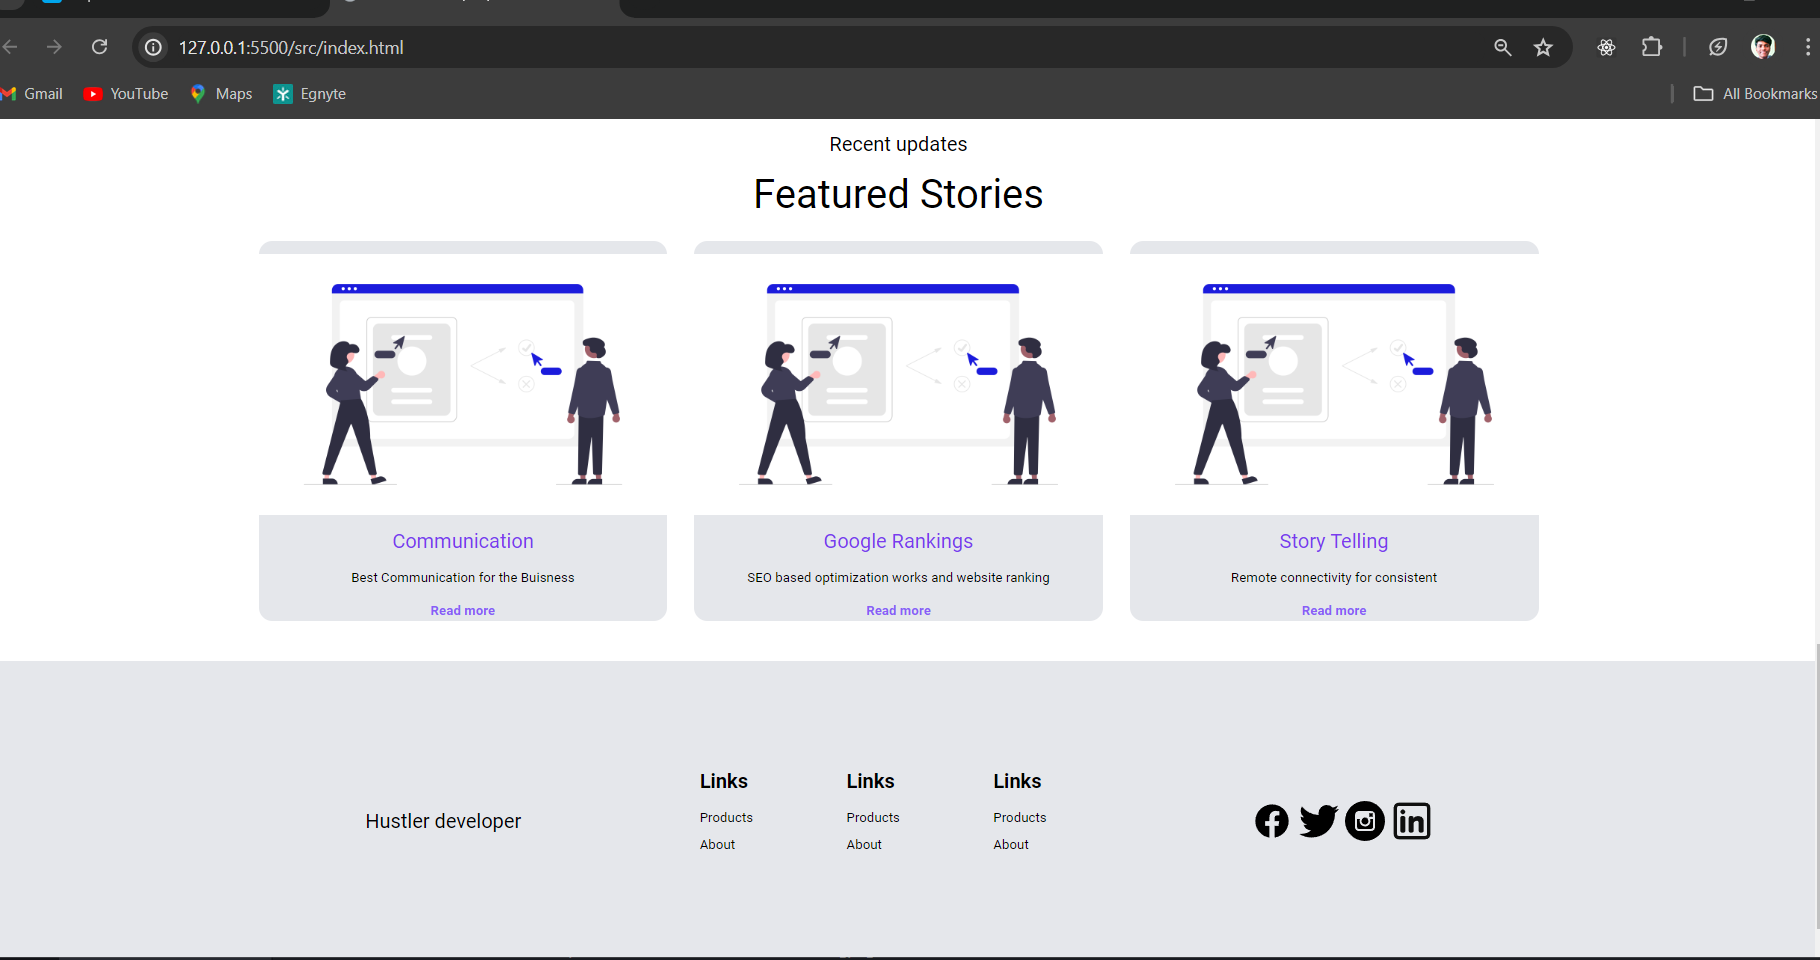 127.0.0.1:5500/src/index.html
Gmail YouTube Maps Egnyte All Bookmarks
Recent updates
Featured Stories
Communication
Best Communication for the Buisness
Read more
Google Rankings
SEO based optimization works and website ranking
Read more
Story Telling
Remote connectivity for consistent
Read more
Hustler developer
Links
Products
About
Links
Products
About
Links
Products
About
in